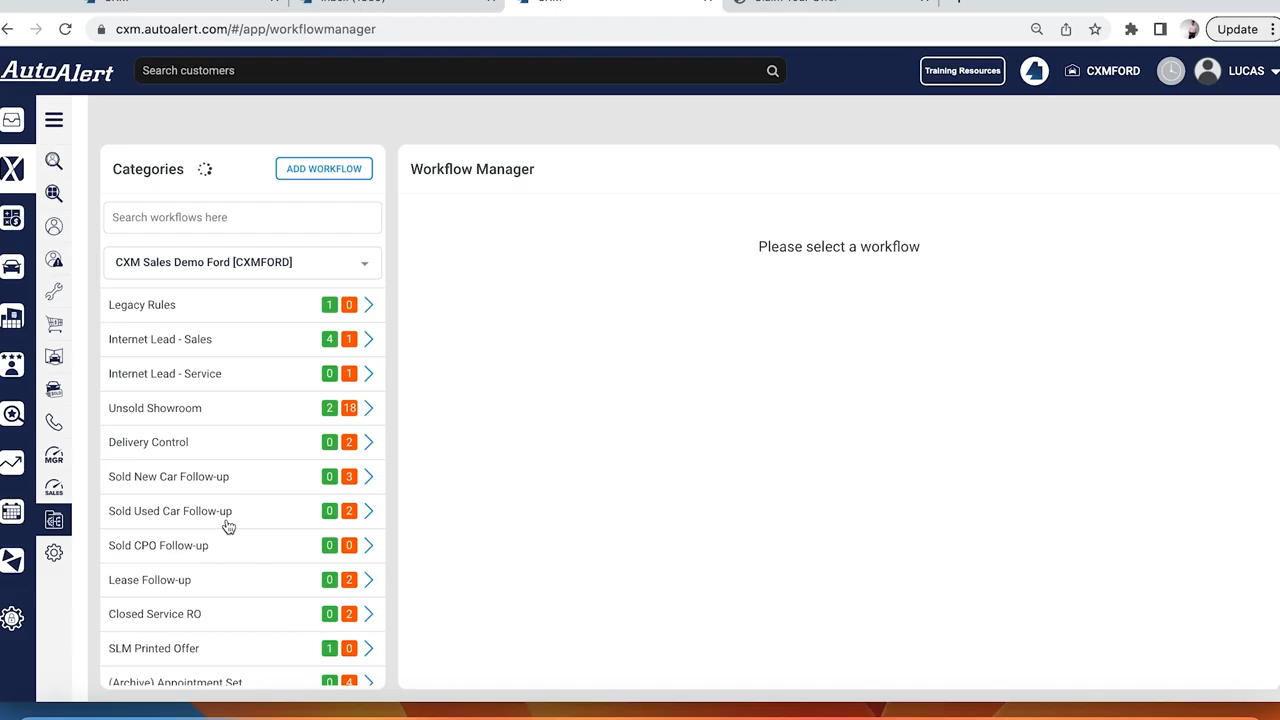 cxm.autoalert.com/#/app/workflowmanager
Update
AutoAlert
Search customers
Training Resources
CXMFORD
LUCAS
Categories
ADD WORKFLOW
Workflow Manager
Search workflows here
Please select a workflow
CXM Sales Demo Ford [CXMFORD]
Legacy Rules 1 0
Internet Lead - Sales 4 1
Internet Lead - Service 0 1
Unsold Showroom 2 18
Delivery Control 0 2
MGR
Sold New Car Follow-up 0 3
SALES
Sold Used Car Follow-up 0 2
Sold CPO Follow-up 0 0
Lease Follow-up 0 2
Closed Service RO 0 2
SLM Printed Offer 1 0
(Archive) Appointment Set 0 4